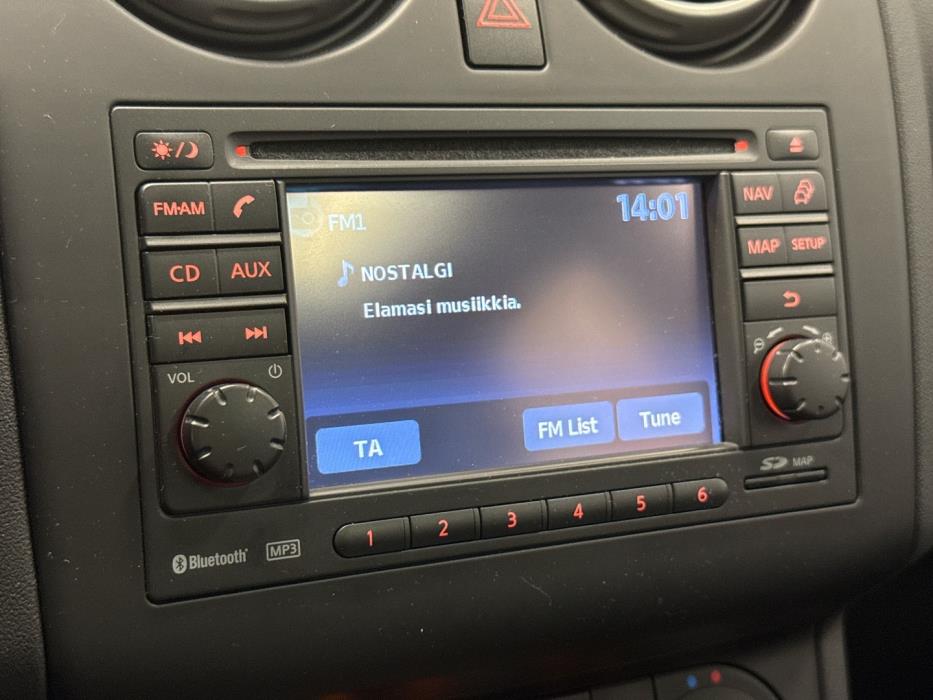 FM·AM
CD
AUX
VOL
FM1
14:01
NOSTALGI
Elamasi musiikkia.
TA
FM List
Tune
NAV
MAP
SETUP
SD MAP
1 2 3 4 5 6
Bluetooth
MP3